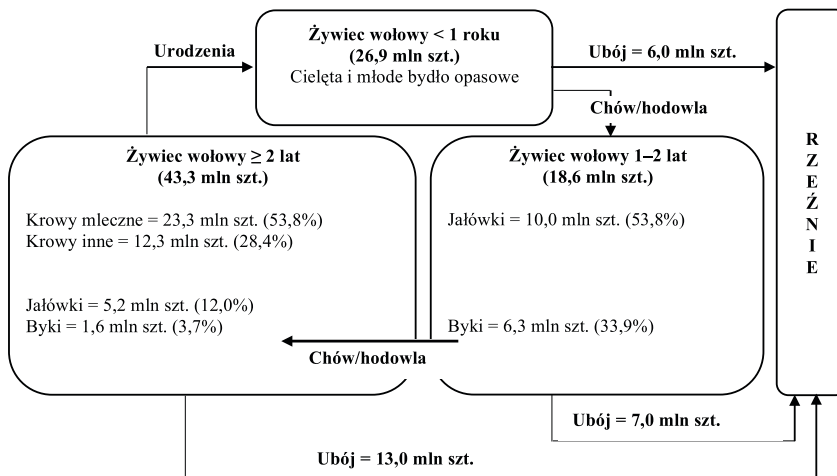 Żywiec wołowy < 1 roku
(26,9 mln szt.)
Cielęta i młode bydło opasowe
Urodzenia
Ubój = 6,0 mln szt.
Chów/hodowla
Żywiec wołowy ≥ 2 lat
(43,3 mln szt.)
Krowy mleczne = 23,3 mln szt. (53,8%)
Krowy inne = 12,3 mln szt. (28,4%)
Jałówki = 5,2 mln szt. (12,0%)
Byki = 1,6 mln szt. (3,7%)
Żywiec wołowy 1–2 lat
(18,6 mln szt.)
Jałówki = 10,0 mln szt. (53,8%)
Byki = 6,3 mln szt. (33,9%)
Chów/hodowla
R
Z
E
Ź
N
I
E
Ubój = 7,0 mln szt.
Ubój = 13,0 mln szt.